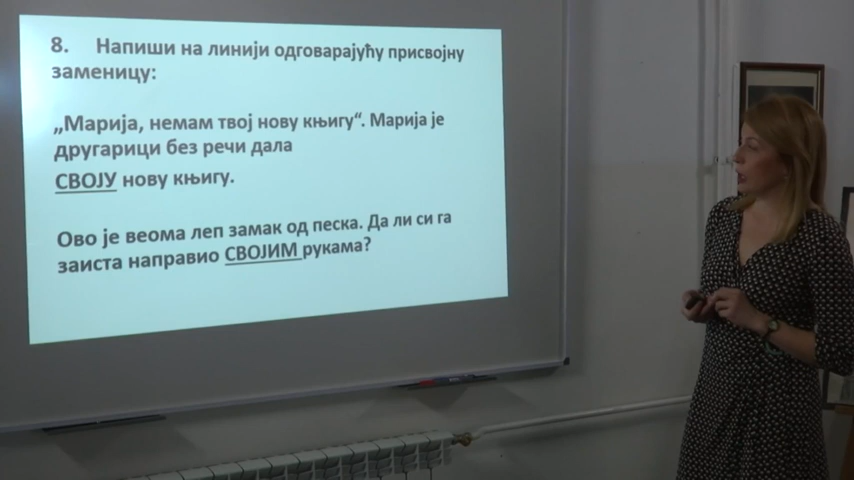 8. Напиши на линији одговарајућу присвојну
заменицу:
„Марија, немам твој нову књигу“. Марија је
другарици без речи дала
СВОЈУ нову књигу.
Ово је веома леп замак од песка. Да ли си га
заиста направио СВОЈИМ рукама?